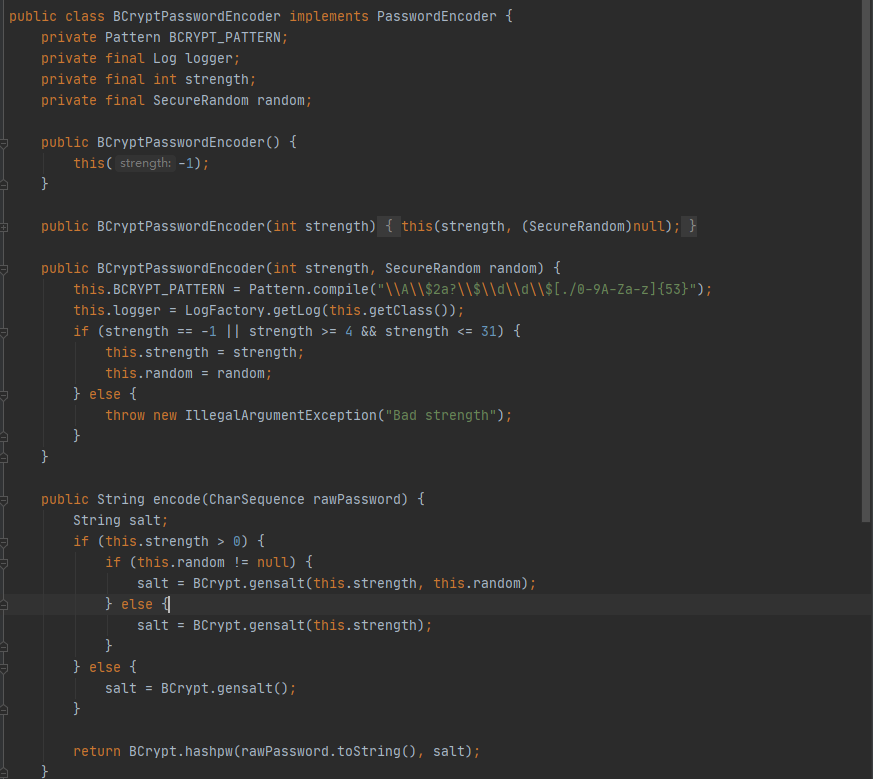 public class BCryptPasswordEncoder implements PasswordEncoder {
    private Pattern BCRYPT_PATTERN;
    private final Log logger;
    private final int strength;
    private final SecureRandom random;

    public BCryptPasswordEncoder() {
        this( strength: -1);
    }

    public BCryptPasswordEncoder(int strength) { this(strength, (SecureRandom)null); }

    public BCryptPasswordEncoder(int strength, SecureRandom random) {
        this.BCRYPT_PATTERN = Pattern.compile("\\A\\$2a?\\$\\d\\d\\$[./0-9A-Za-z]{53}");
        this.logger = LogFactory.getLog(this.getClass());
        if (strength == -1 || strength >= 4 && strength <= 31) {
            this.strength = strength;
            this.random = random;
        } else {
            throw new IllegalArgumentException("Bad strength");
        }
    }

    public String encode(CharSequence rawPassword) {
        String salt;
        if (this.strength > 0) {
            if (this.random != null) {
                salt = BCrypt.gensalt(this.strength, this.random);
            } else {
                salt = BCrypt.gensalt(this.strength);
            }
        } else {
            salt = BCrypt.gensalt();
        }

        return BCrypt.hashpw(rawPassword.toString(), salt);
    }